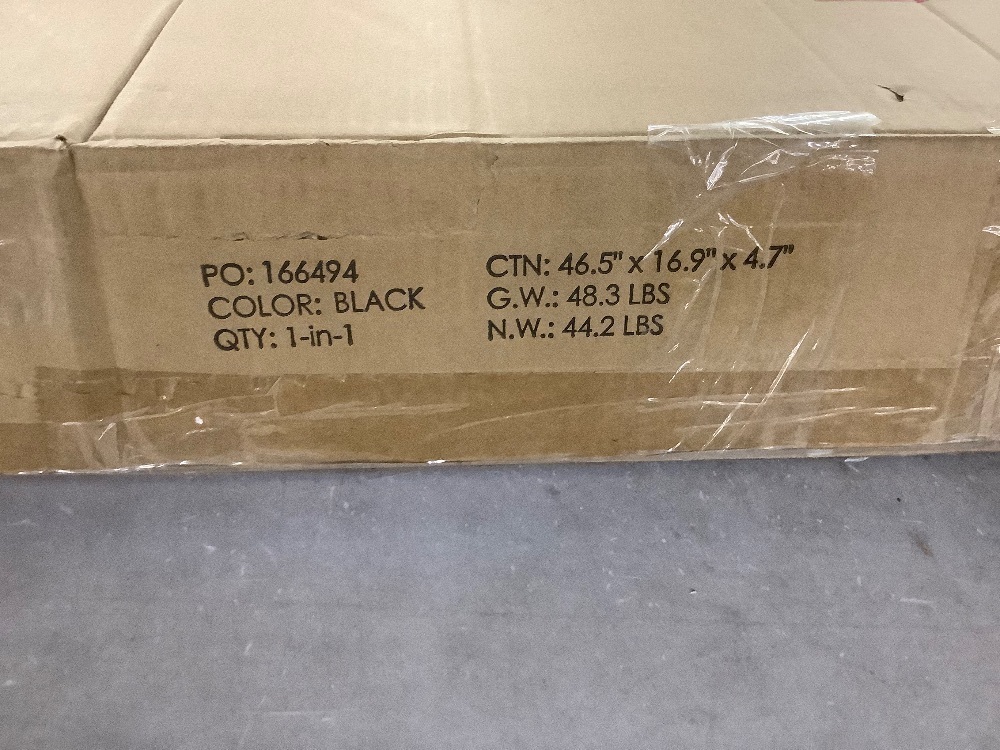 PO: 166494
COLOR: BLACK
QTY: 1-in-1
CTN: 46.5" x 16.9" x 4.7"
G.W.: 48.3 LBS
N.W.: 44.2 LBS